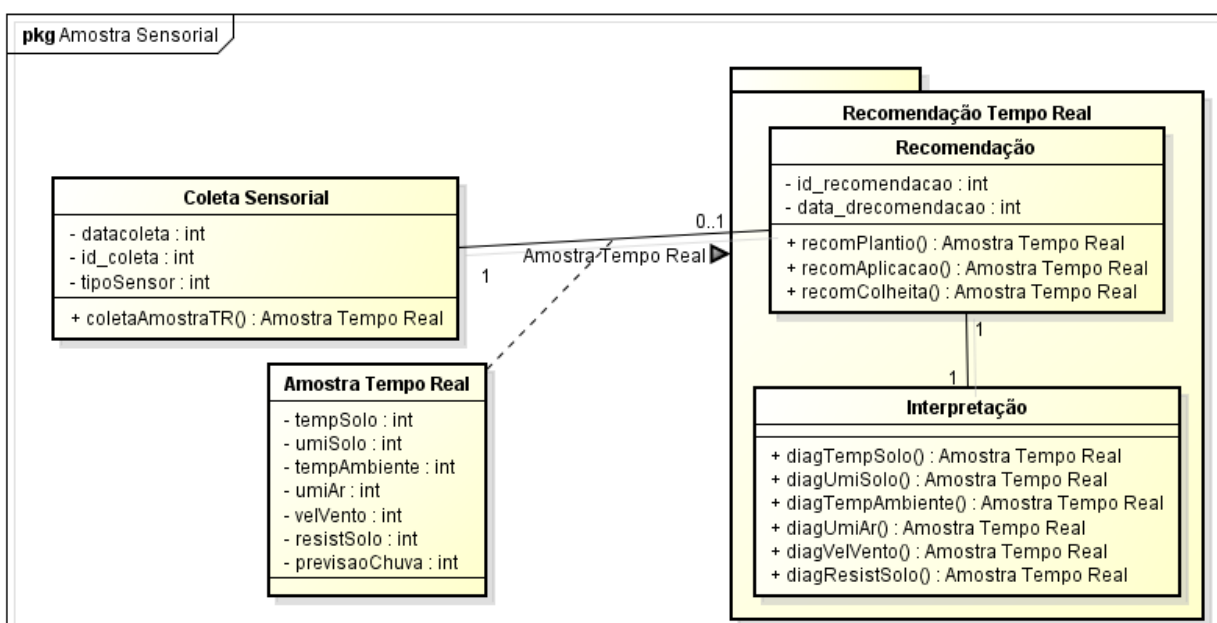 pkg Amostra Sensorial
Coleta Sensorial
- datacoleta : int
- id_coleta : int
- tipoSensor : int
+ coletaAmostraTR() : Amostra Tempo Real
1
Amostra Tempo Real
0..1
Amostra Tempo Real
- tempSolo : int
- umiSolo : int
- tempAmbiente : int
- umiAr : int
- velVento : int
- resistSolo : int
- previsaoChuva : int
Recomendação Tempo Real
Recomendação
- id_recomendacao : int
- data_drecomendacao : int
+ recomPlantio() : Amostra Tempo Real
+ recomAplicacao() : Amostra Tempo Real
+ recomColheita() : Amostra Tempo Real
1
1
Interpretação
+ diagTempSolo() : Amostra Tempo Real
+ diagUmiSolo() : Amostra Tempo Real
+ diagTempAmbiente() : Amostra Tempo Real
+ diagUmiAr() : Amostra Tempo Real
+ diagVelVento() : Amostra Tempo Real
+ diagResistSolo() : Amostra Tempo Real